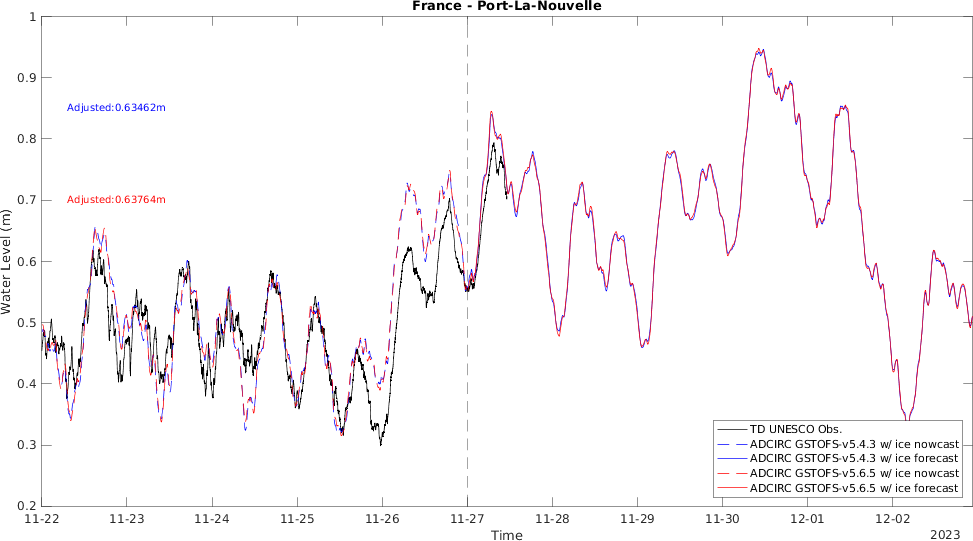 France - Port-La-Nouvelle
Water Level (m)
1
0.9
0.8
0.7
0.6
0.5
0.4
0.3
0.2
Adjusted:0.63462m
Adjusted:0.63764m
TD UNESCO Obs.
ADCIRC GSTOFS-v5.4.3 w/ ice nowcast
ADCIRC GSTOFS-v5.4.3 w/ ice forecast
ADCIRC GSTOFS-v5.6.5 w/ ice nowcast
ADCIRC GSTOFS-v5.6.5 w/ ice forecast
11-22 11-23 11-24 11-25 11-26 11-27 11-28 11-29 11-30 12-01 12-02
Time
2023